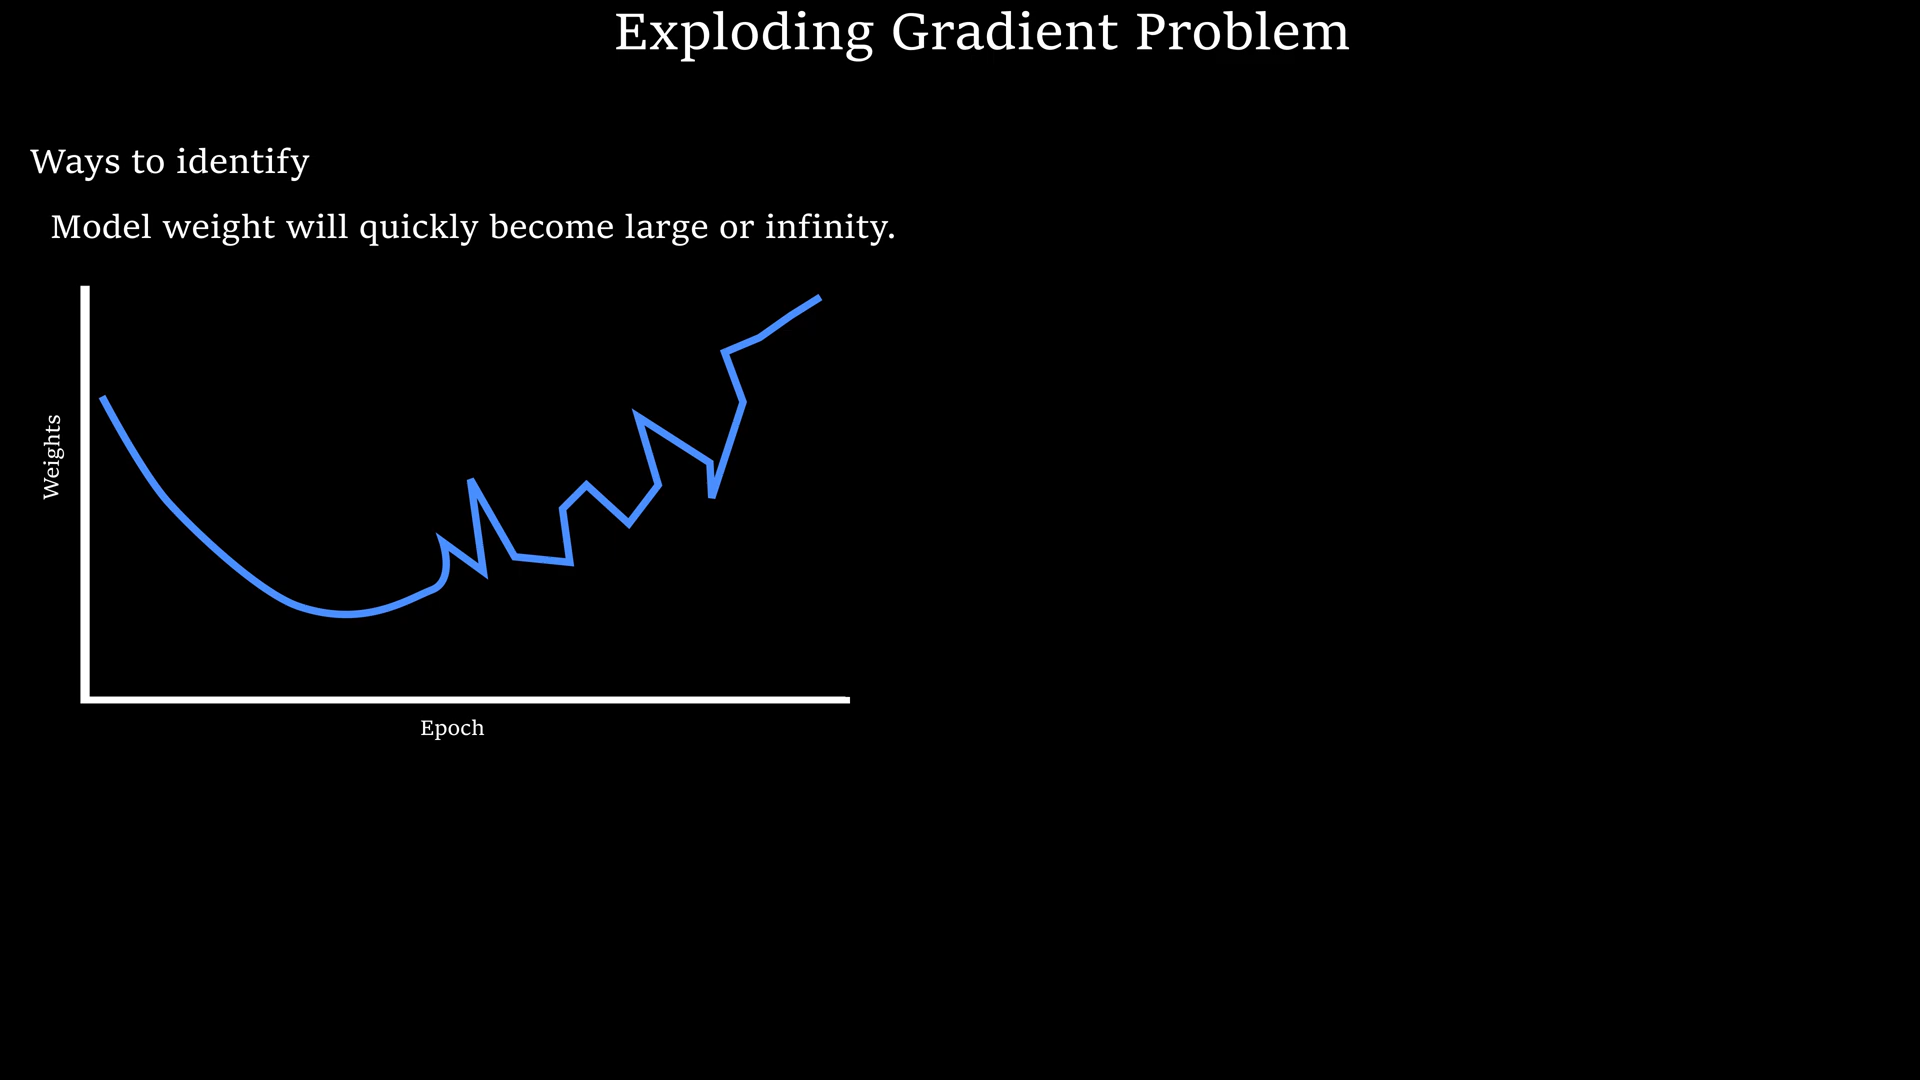 Exploding Gradient Problem
Ways to identify
Model weight will quickly become large or infinity.
Weights
Epoch